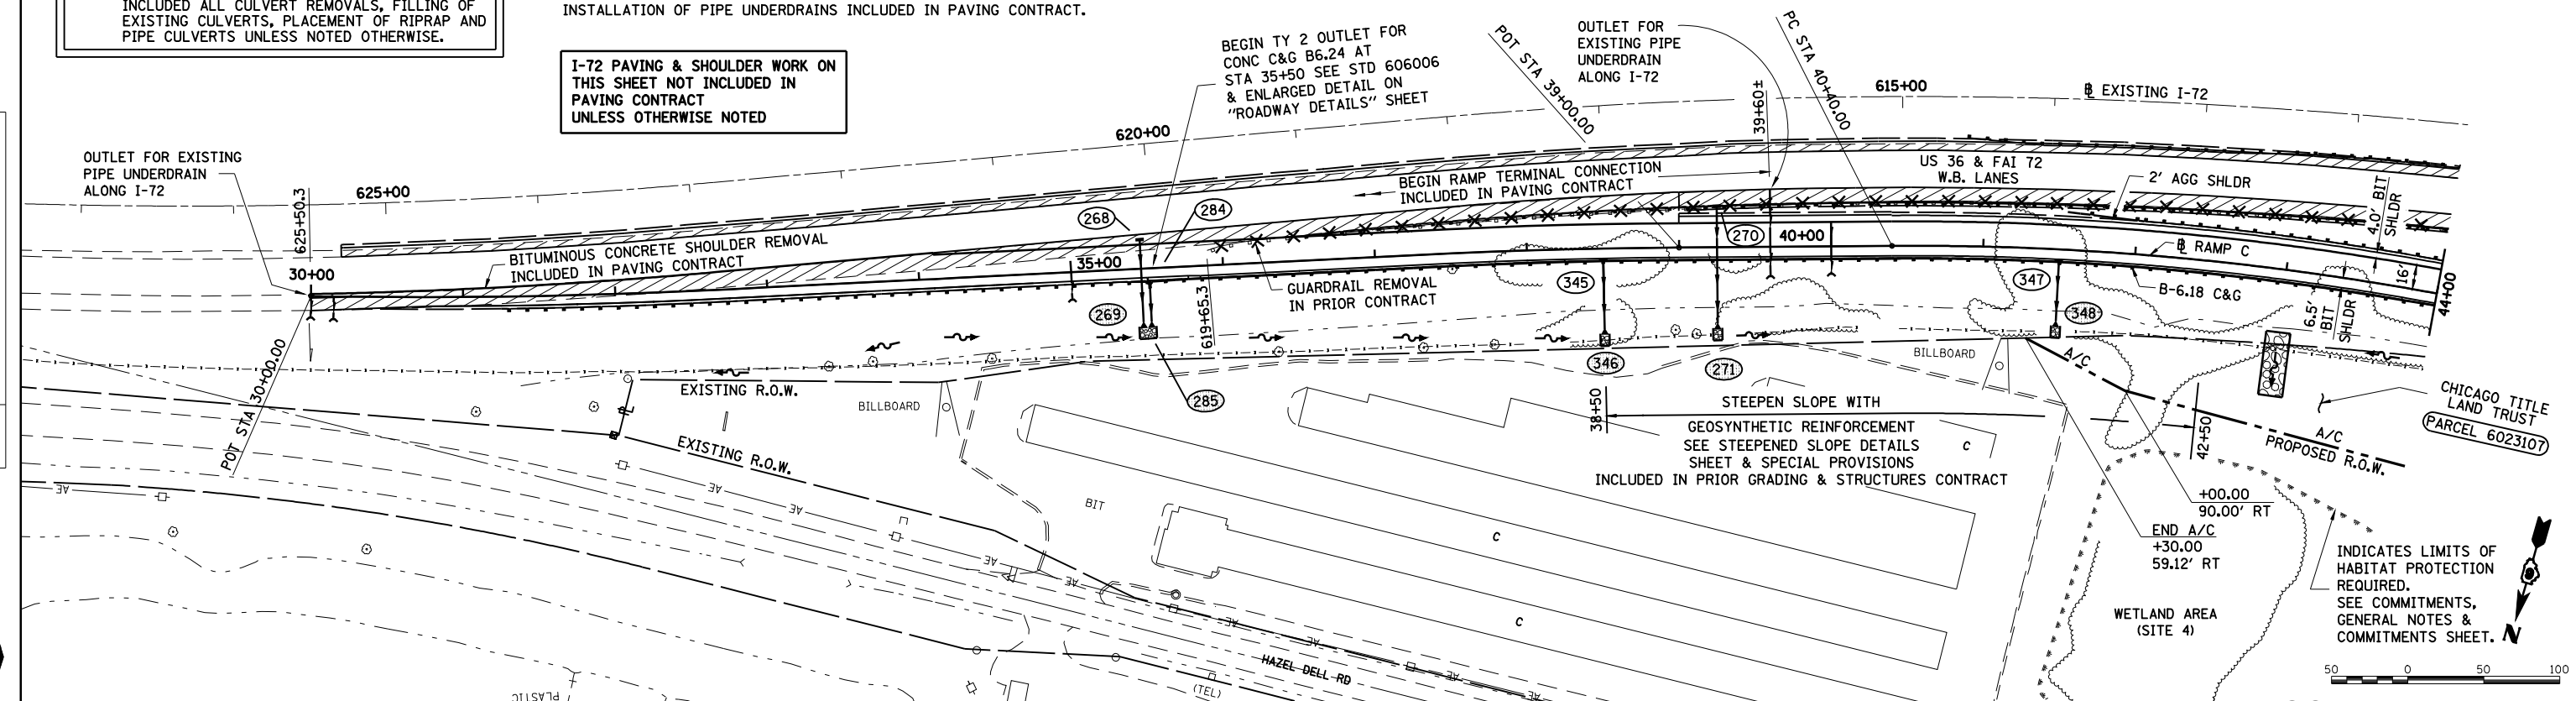 INCLUDED ALL CULVERT REMOVALS, FILLING OF
EXISTING CULVERTS, PLACEMENT OF RIPRAP AND
PIPE CULVERTS UNLESS NOTED OTHERWISE.
INSTALLATION OF PIPE UNDERDRAINS INCLUDED IN PAVING CONTRACT.
I-72 PAVING & SHOULDER WORK ON
THIS SHEET NOT INCLUDED IN
PAVING CONTRACT
UNLESS OTHERWISE NOTED
BEGIN TY 2 OUTLET FOR
CONC C&G B6.24 AT
STA 35+50 SEE STD 606006
& ENLARGED DETAIL ON
"ROADWAY DETAILS" SHEET
POT STA 39+00.00
OUTLET FOR
EXISTING PIPE
UNDERDRAIN
ALONG I-72
39+60±
PC STA 40+40.00
615+00
℄ EXISTING I-72
620+00
625+00
OUTLET FOR EXISTING
PIPE UNDERDRAIN
ALONG I-72
625+50.3
30+00
BITUMINOUS CONCRETE SHOULDER REMOVAL
INCLUDED IN PAVING CONTRACT
268
284
35+00
269
619+65.3
285
BEGIN RAMP TERMINAL CONNECTION
INCLUDED IN PAVING CONTRACT
GUARDRAIL REMOVAL
IN PRIOR CONTRACT
US 36 & FAI 72
W.B. LANES
2' AGG SHLDR
4.0' BIT
SHLDR
270
40+00
℄ RAMP C
16'
44+00
345
346
271
347
348
B-6.18 C&G
6.5'
BIT
SHLDR
POT STA 30+00.00
EXISTING R.O.W.
BILLBOARD
EXISTING R.O.W.
BILLBOARD
A/C
38+50
STEEPEN SLOPE WITH
GEOSYNTHETIC REINFORCEMENT
SEE STEEPENED SLOPE DETAILS
SHEET & SPECIAL PROVISIONS
INCLUDED IN PRIOR GRADING & STRUCTURES CONTRACT
42+50
CHICAGO TITLE
LAND TRUST
PARCEL 6023107
A/C
PROPOSED R.O.W.
+00.00
90.00' RT
END A/C
+30.00
59.12' RT
INDICATES LIMITS OF
HABITAT PROTECTION
REQUIRED.
SEE COMMITMENTS,
GENERAL NOTES &
COMMITMENTS SHEET.
WETLAND AREA
(SITE 4)
N
50 0 50 100
BIT
C
C
C
AE
AE
AE
AE
AE
AE
AE
AE
AE
HAZEL DELL RD
(TEL)
PLASTIC
PL